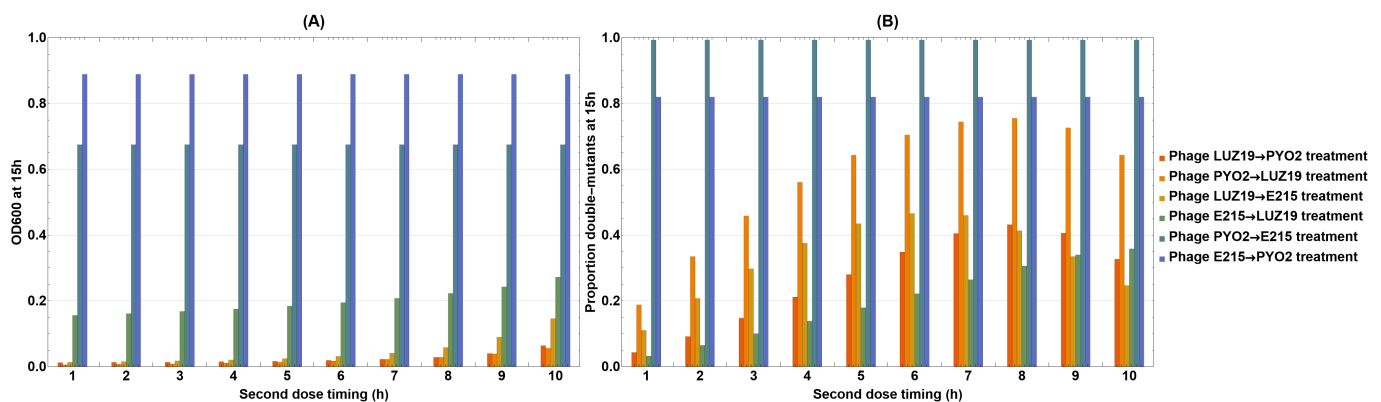 (A)
OD600 at 15h
1.0
0.8
0.6
0.4
0.2
0.0
1 2 3 4 5 6 7 8 9 10
Second dose timing (h)
(B)
Proportion double−mutants at 15h
1.0
0.8
0.6
0.4
0.2
0.0
1 2 3 4 5 6 7 8 9 10
Second dose timing (h)
Phage LUZ19→PYO2 treatment
Phage PYO2→LUZ19 treatment
Phage LUZ19→E215 treatment
Phage E215→LUZ19 treatment
Phage PYO2→E215 treatment
Phage E215→PYO2 treatment